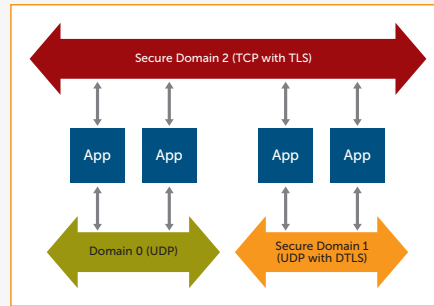 Secure Domain 2 (TCP with TLS)
App
App
App
App
Domain 0 (UDP)
Secure Domain 1
(UDP with DTLS)